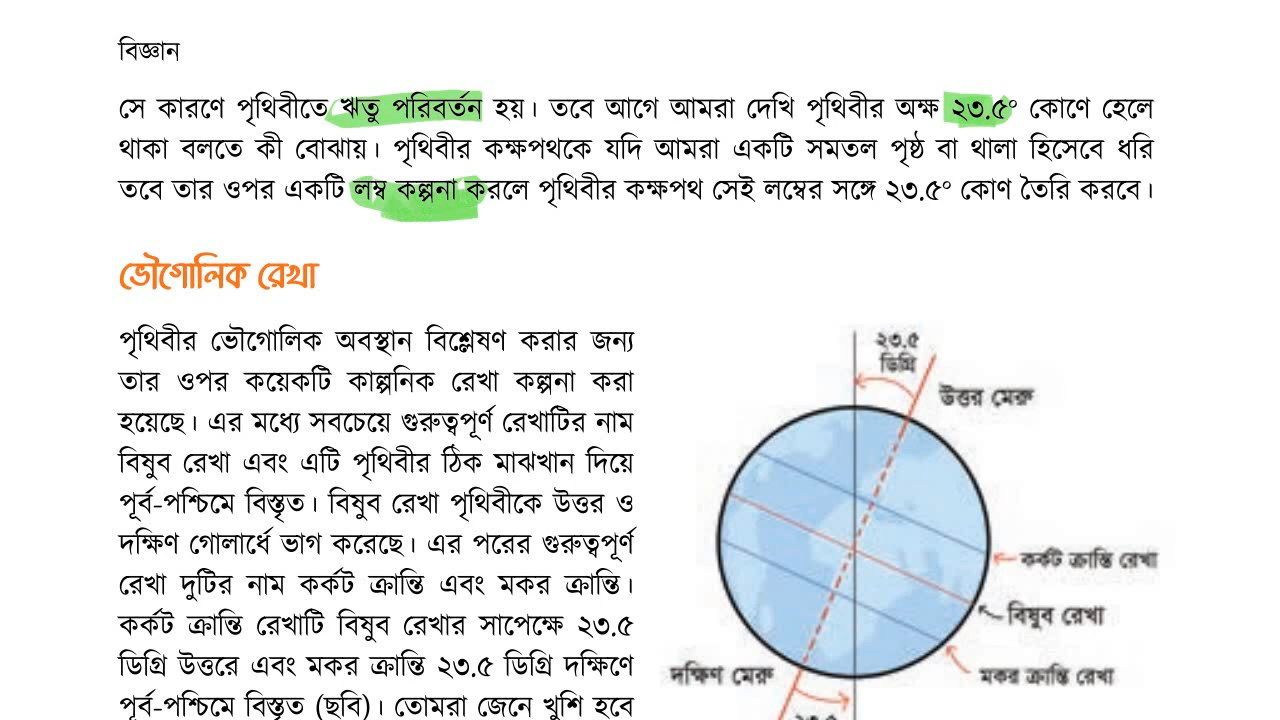 বিজ্ঞান
সে কারণে পৃথিবীতে ঋতু পরিবর্তন হয়। তবে আগে আমরা দেখি পৃথিবীর অক্ষ ২৩.৫° কোণে হেলে
থাকা বলতে কী বোঝায়। পৃথিবীর কক্ষপথকে যদি আমরা একটি সমতল পৃষ্ঠ বা থালা হিসেবে ধরি
তবে তার ওপর একটি লম্ব কল্পনা করলে পৃথিবীর কক্ষপথ সেই লম্বের সঙ্গে ২৩.৫° কোণ তৈরি করবে।
ভৌগোলিক রেখা
পৃথিবীর ভৌগোলিক অবস্থান বিশ্লেষণ করার জন্য
তার ওপর কয়েকটি কাল্পনিক রেখা কল্পনা করা
হয়েছে। এর মধ্যে সবচেয়ে গুরুত্বপূর্ণ রেখাটির নাম
বিষুব রেখা এবং এটি পৃথিবীর ঠিক মাঝখান দিয়ে
পূর্ব-পশ্চিমে বিস্তৃত। বিষুব রেখা পৃথিবীকে উত্তর ও
দক্ষিণ গোলার্ধে ভাগ করেছে। এর পরের গুরুত্বপূর্ণ
রেখা দুটির নাম কর্কট ক্রান্তি এবং মকর ক্রান্তি।
কর্কট ক্রান্তি রেখাটি বিষুব রেখার সাপেক্ষে ২৩.৫
ডিগ্রি উত্তরে এবং মকর ক্রান্তি ২৩.৫ ডিগ্রি দক্ষিণে
পূর্ব-পশ্চিমে বিস্তৃত (ছবি)। তোমরা জেনে খুশি হবে
২৩.৫
ডিগ্রি
উত্তর মেরু
কর্কট ক্রান্তি রেখা
বিষুব রেখা
মকর ক্রান্তি রেখা
দক্ষিণ মেরু
২৩.৫